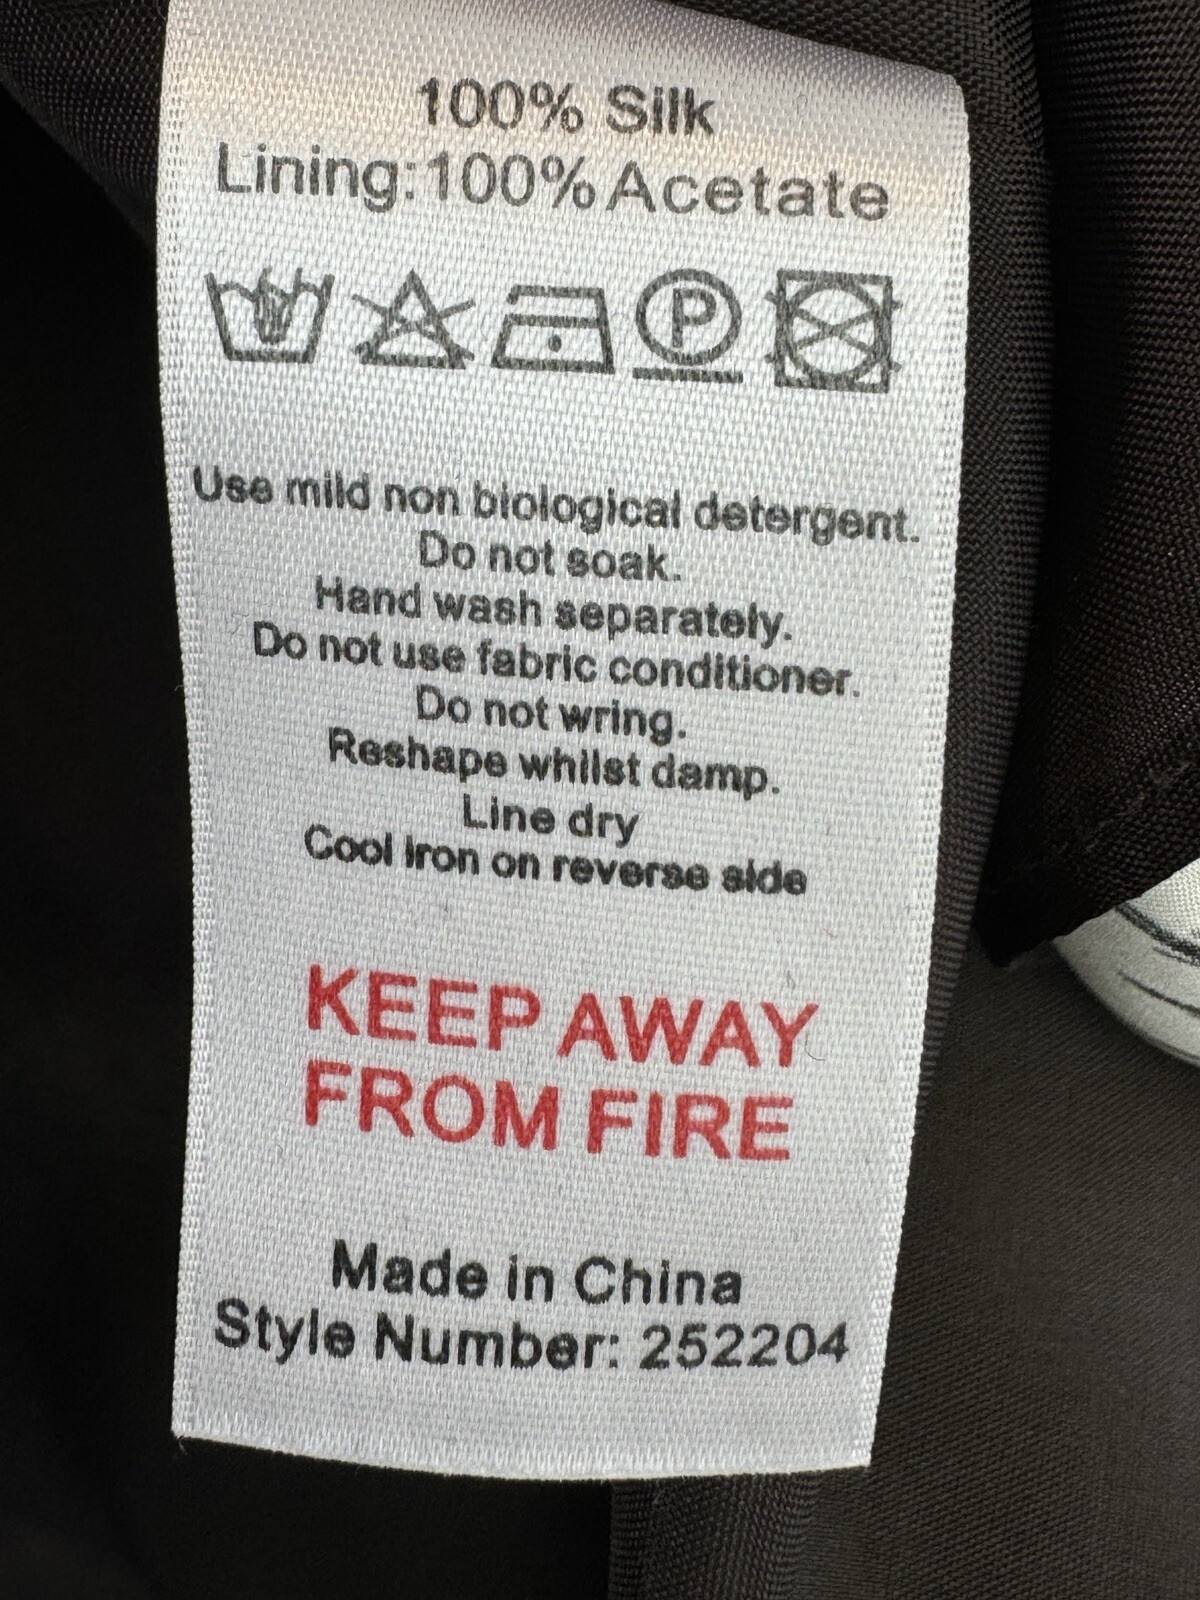 100% Silk
Lining:100% Acetate
P
Use mild non biological detergent.
Do not soak.
Hand wash separately.
Do not use fabric conditioner.
Do not wring.
Reshape whilst damp.
Line dry
Cool Iron on reverse side
KEEP AWAY
FROM FIRE
Made in China
Style Number: 252204